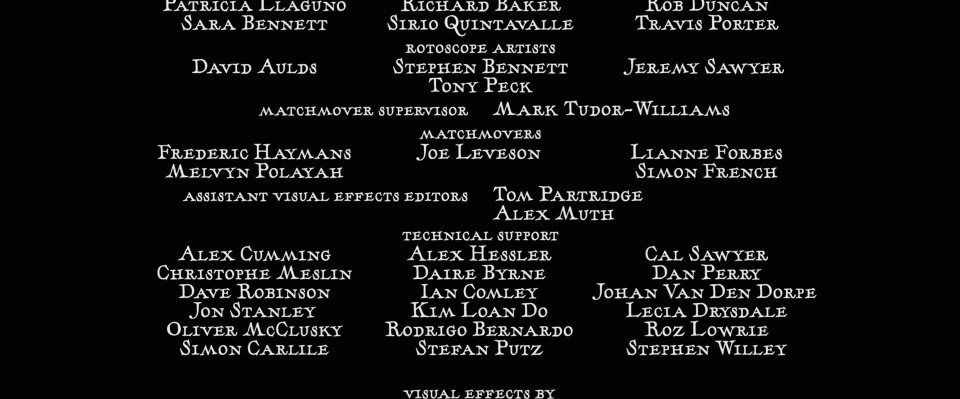 Patricia Llaguno Richard Baker Rob Duncan
Sara Bennett Sirio Quintavalle Travis Porter
rotoscope artists
David Aulds Stephen Bennett Jeremy Sawyer
Tony Peck
matchmover supervisor Mark Tudor-Williams
matchmovers
Frederic Haymans Joe Leveson Lianne Forbes
Melvyn Polayah Simon French
assistant visual effects editors Tom Partridge
Alex Muth
technical support
Alex Cumming Alex Hessler Cal Sawyer
Christophe Meslin Daire Byrne Dan Perry
Dave Robinson Ian Comley Johan Van Den Dorpe
Jon Stanley Kim Loan Do Lecia Drysdale
Oliver McClusky Rodrigo Bernardo Roz Lowrie
Simon Carlile Stefan Putz Stephen Willey
visual effects by